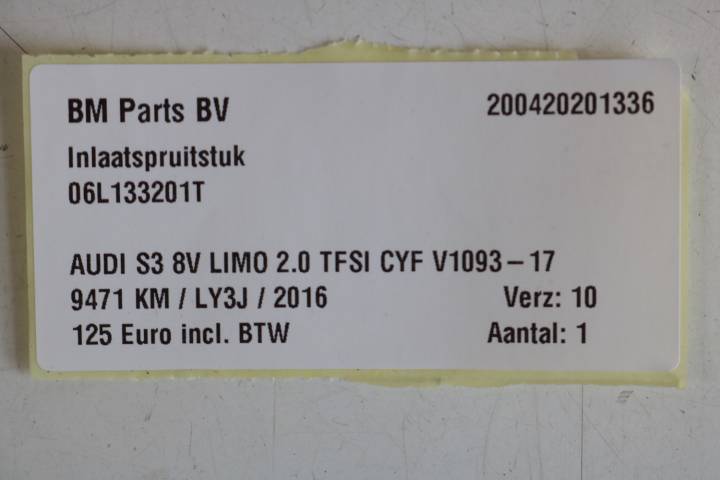 BM Parts BV 200420201336
Inlaatspruitstuk
06L133201T
AUDI S3 8V LIMO 2.0 TFSI CYF V1093-17
9471 KM / LY3J / 2016 Verz: 10
125 Euro incl. BTW Aantal: 1